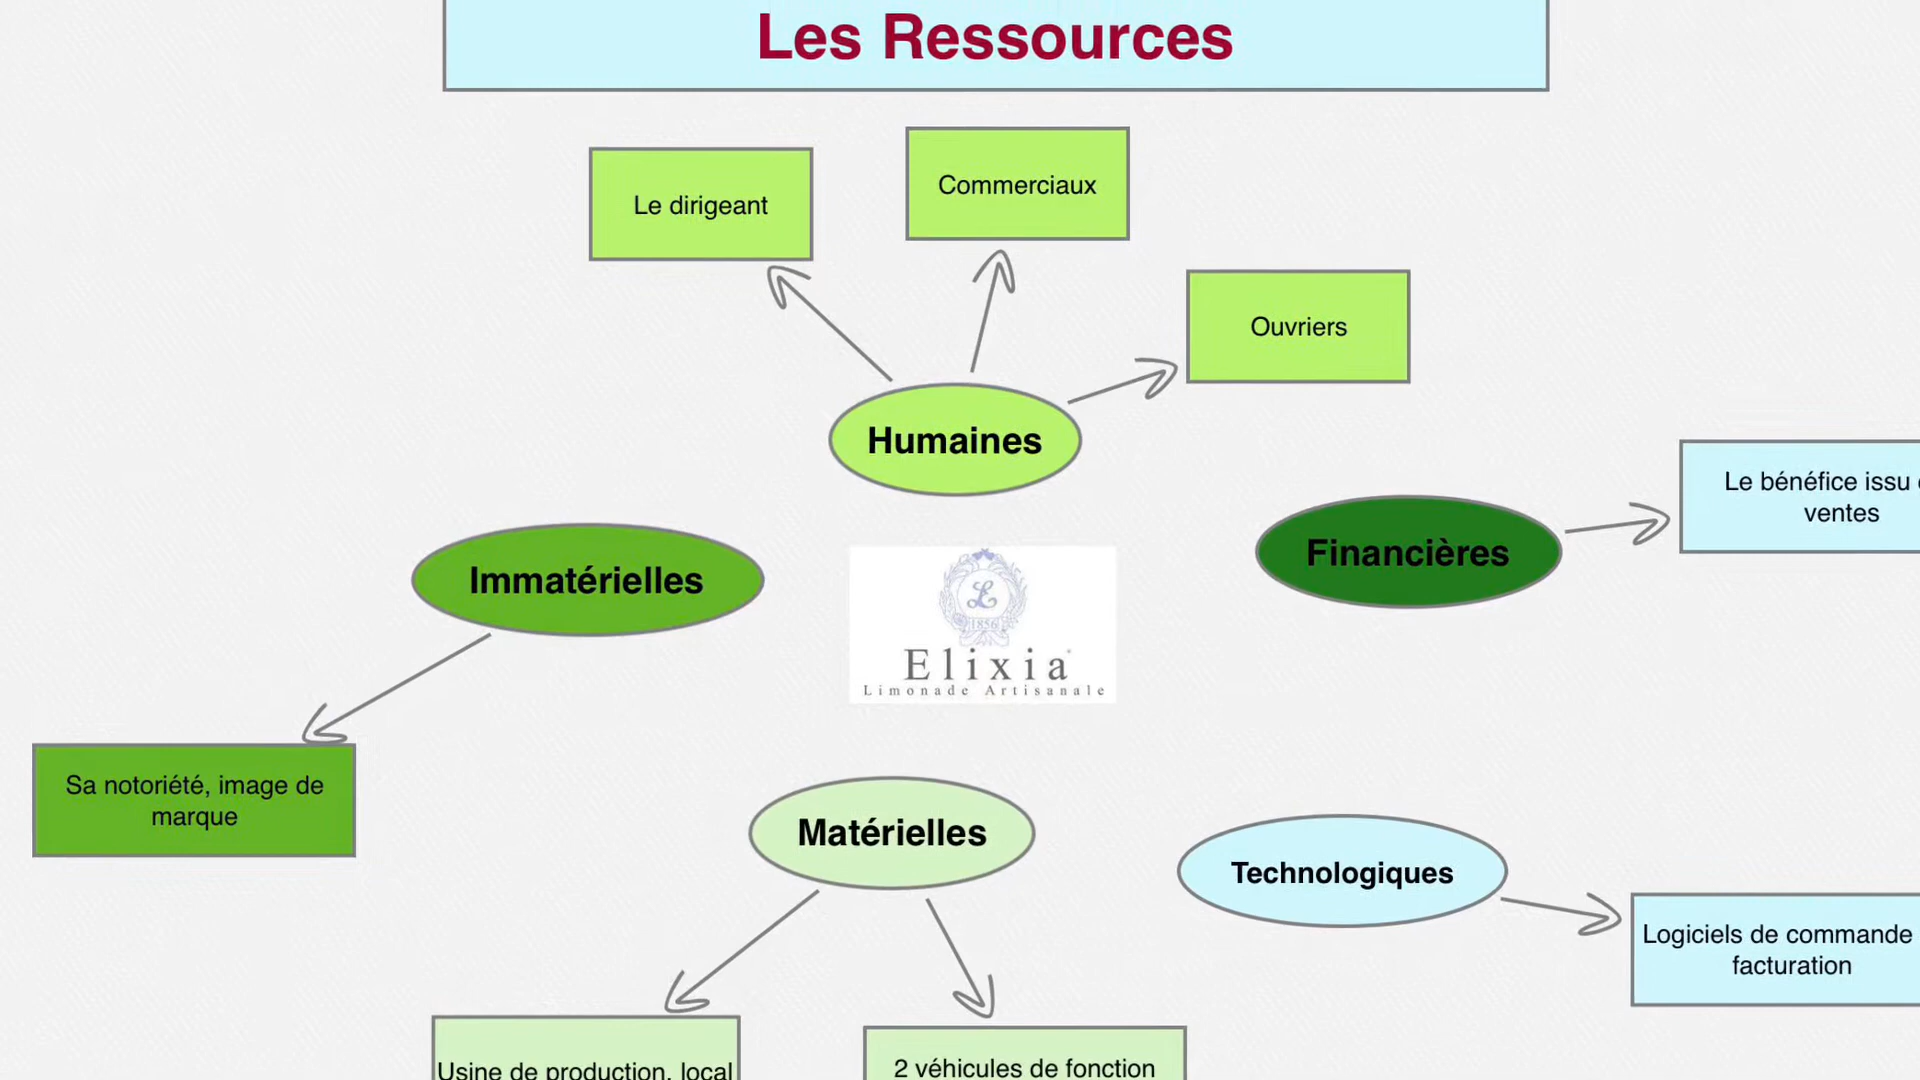 Les Ressources
Le dirigeant
Commerciaux
Ouvriers
Humaines
Financières
Le bénéfice issu
ventes
Immatérielles
L
1856
Elixia
Limonade Artisanale
Sa notoriété, image de
marque
Matérielles
Technologiques
Logiciels de commande
facturation
Usine de production, local
2 véhicules de fonction